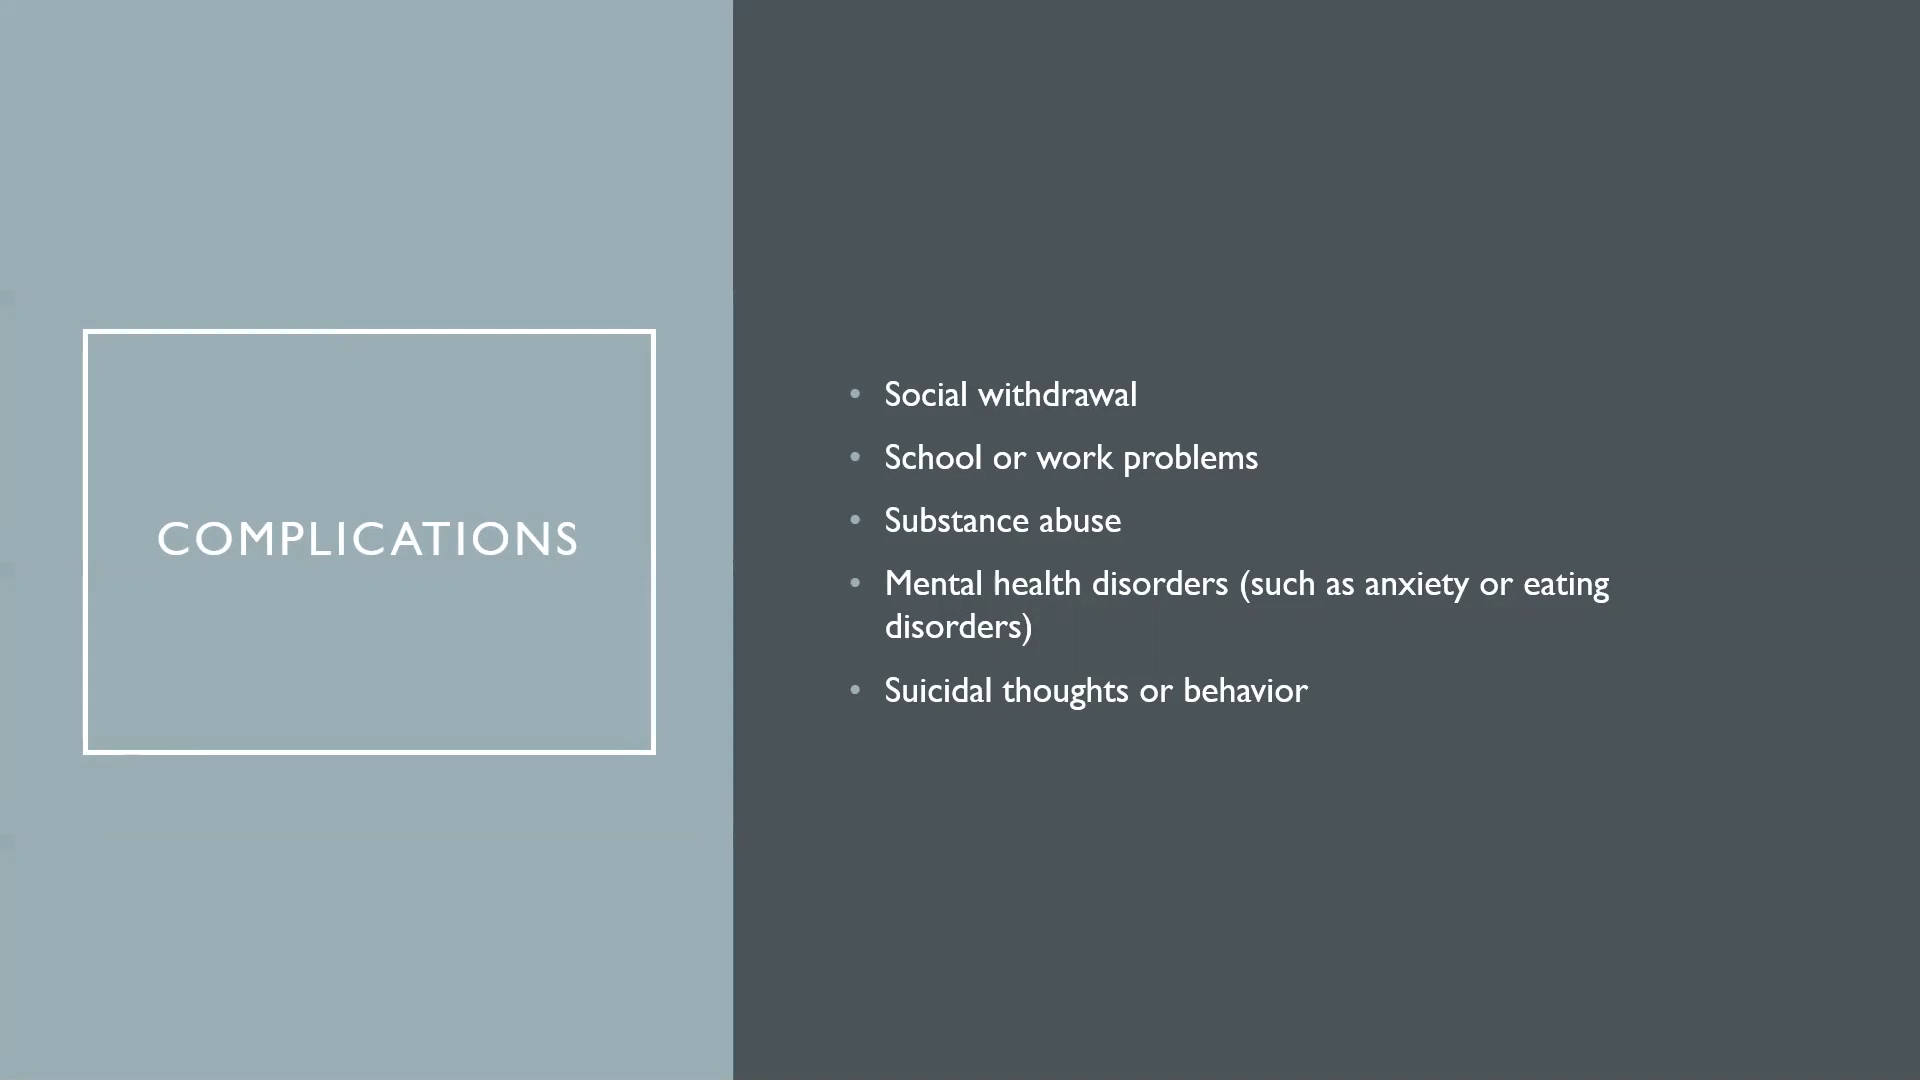 COMPLICATIONS
• Social withdrawal
• School or work problems
• Substance abuse
• Mental health disorders (such as anxiety or eating
disorders)
• Suicidal thoughts or behavior